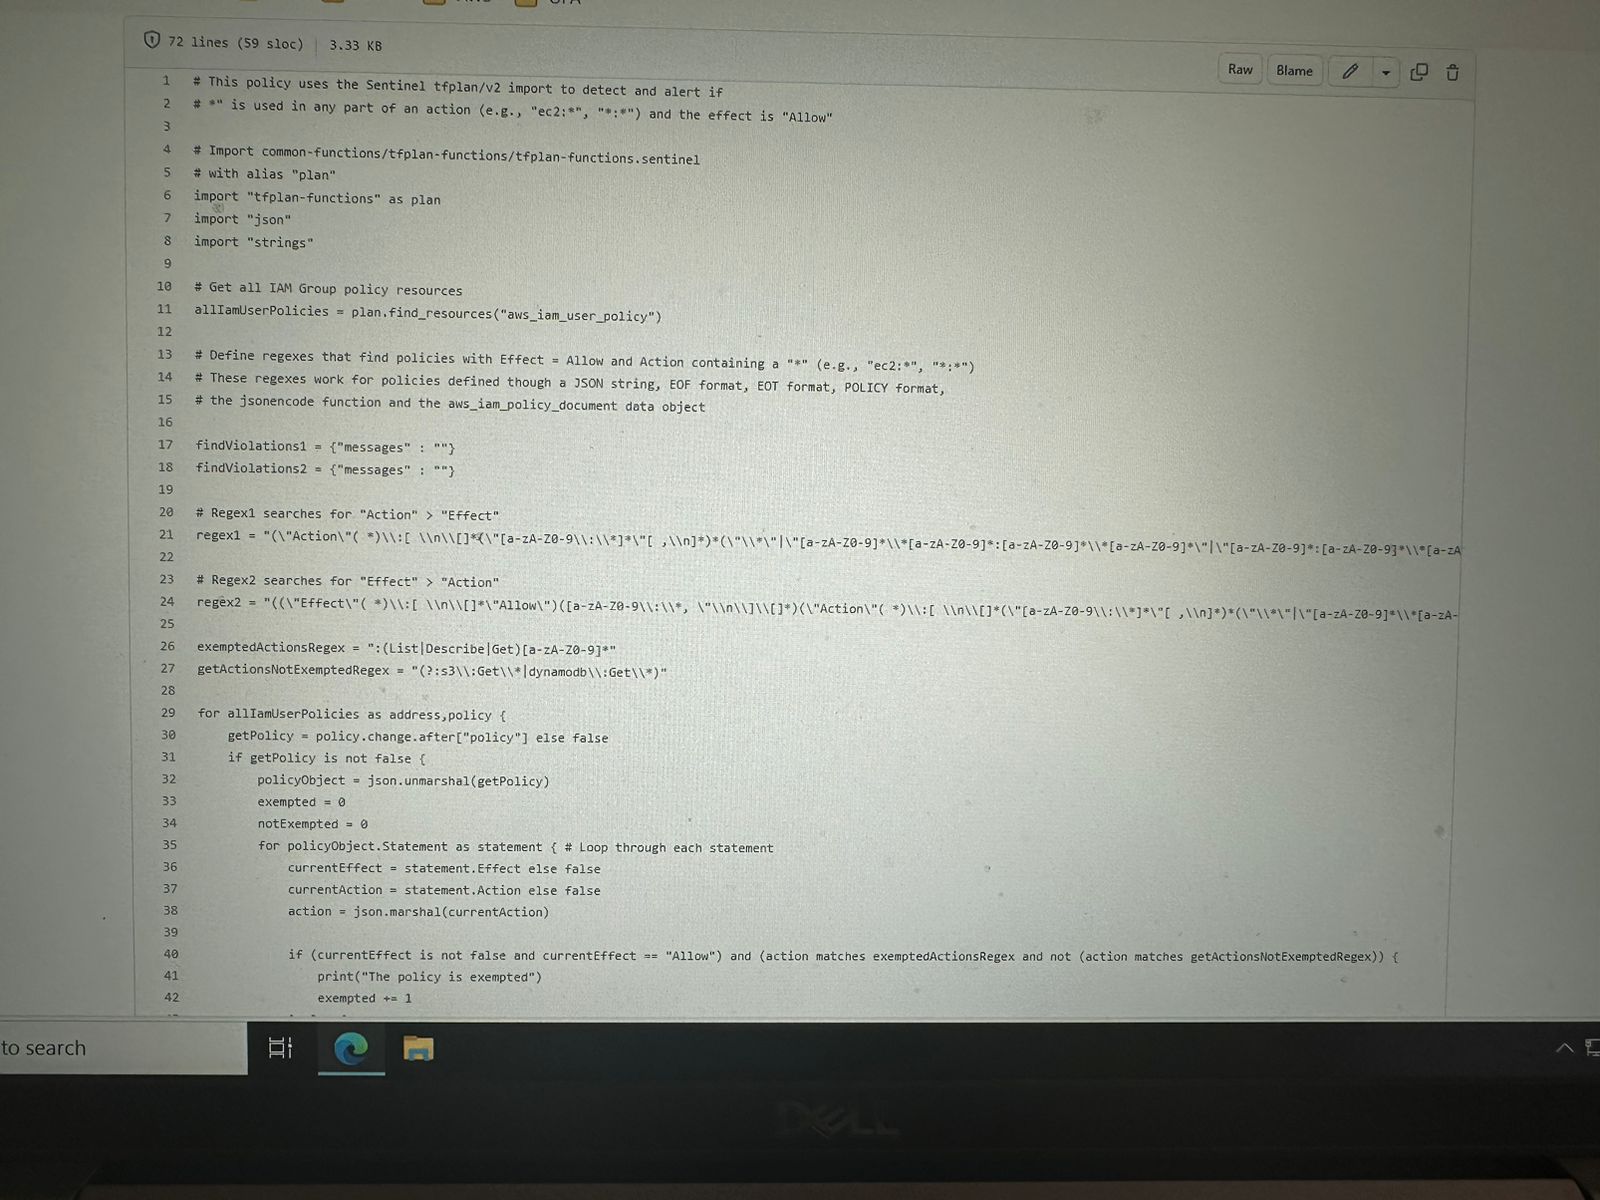 72 lines (59 sloc) 3.33 KB
Raw Blame
1 # This policy uses the Sentinel tfplan/v2 import to detect and alert if
2 # *" is used in any part of an action (e.g., "ec2:*", "*:*") and the effect is "Allow"
3
4 # Import common-functions/tfplan-functions/tfplan-functions.sentinel
5 # with alias "plan"
6 import "tfplan-functions" as plan
7 import "json"
8 import "strings"
9
10 # Get all IAM Group policy resources
11 allIamUserPolicies = plan.find_resources("aws_iam_user_policy")
12
13 # Define regexes that find policies with Effect = Allow and Action containing a "*" (e.g., "ec2:*", "*:*")
14 # These regexes work for policies defined though a JSON string, EOF format, EOT format, POLICY format,
15 # the jsonencode function and the aws_iam_policy_document data object
16
17 findViolations1 = {"messages" : ""}
18 findViolations2 = {"messages" : ""}
19
20 # Regex1 searches for "Action" > "Effect"
21 regex1 = "(\"Action\"( *)\\:[ \\n\\[]*(\"[a-zA-Z0-9\\:\\*]*\"[ ,\\n]*)*(\"\\*\"|\"[a-zA-Z0-9]*\\*[a-zA-Z0-9]*:[a-zA-Z0-9]*\\*[a-zA-Z0-9]*\"|\"[a-zA-Z0-9]*:[a-zA-Z0-9]*\\*[a-zA
22
23 # Regex2 searches for "Effect" > "Action"
24 regex2 = "((\"Effect\"( *)\\:[ \\n\\[]*\"Allow\")([a-zA-Z0-9\\:\\*, \"\\n\\]\\[]*)(\"Action\"( *)\\:[ \\n\\[]*(\"[a-zA-Z0-9\\:\\*]*\"[ ,\\n]*)*(\"\\*\"|\"[a-zA-Z0-9]*\\*[a-zA-
25
26 exemptedActionsRegex = ":(List|Describe|Get)[a-zA-Z0-9]*"
27 getActionsNotExemptedRegex = "(?:s3\\:Get\\*|dynamodb\\:Get\\*)"
28
29 for allIamUserPolicies as address,policy {
30 getPolicy = policy.change.after["policy"] else false
31 if getPolicy is not false {
32 policyObject = json.unmarshal(getPolicy)
33 exempted = 0
34 notExempted = 0
35 for policyObject.Statement as statement { # Loop through each statement
36 currentEffect = statement.Effect else false
37 currentAction = statement.Action else false
38 action = json.marshal(currentAction)
39
40 if (currentEffect is not false and currentEffect == "Allow") and (action matches exemptedActionsRegex and not (action matches getActionsNotExemptedRegex)) {
41 print("The policy is exempted")
42 exempted += 1
to search
DELL